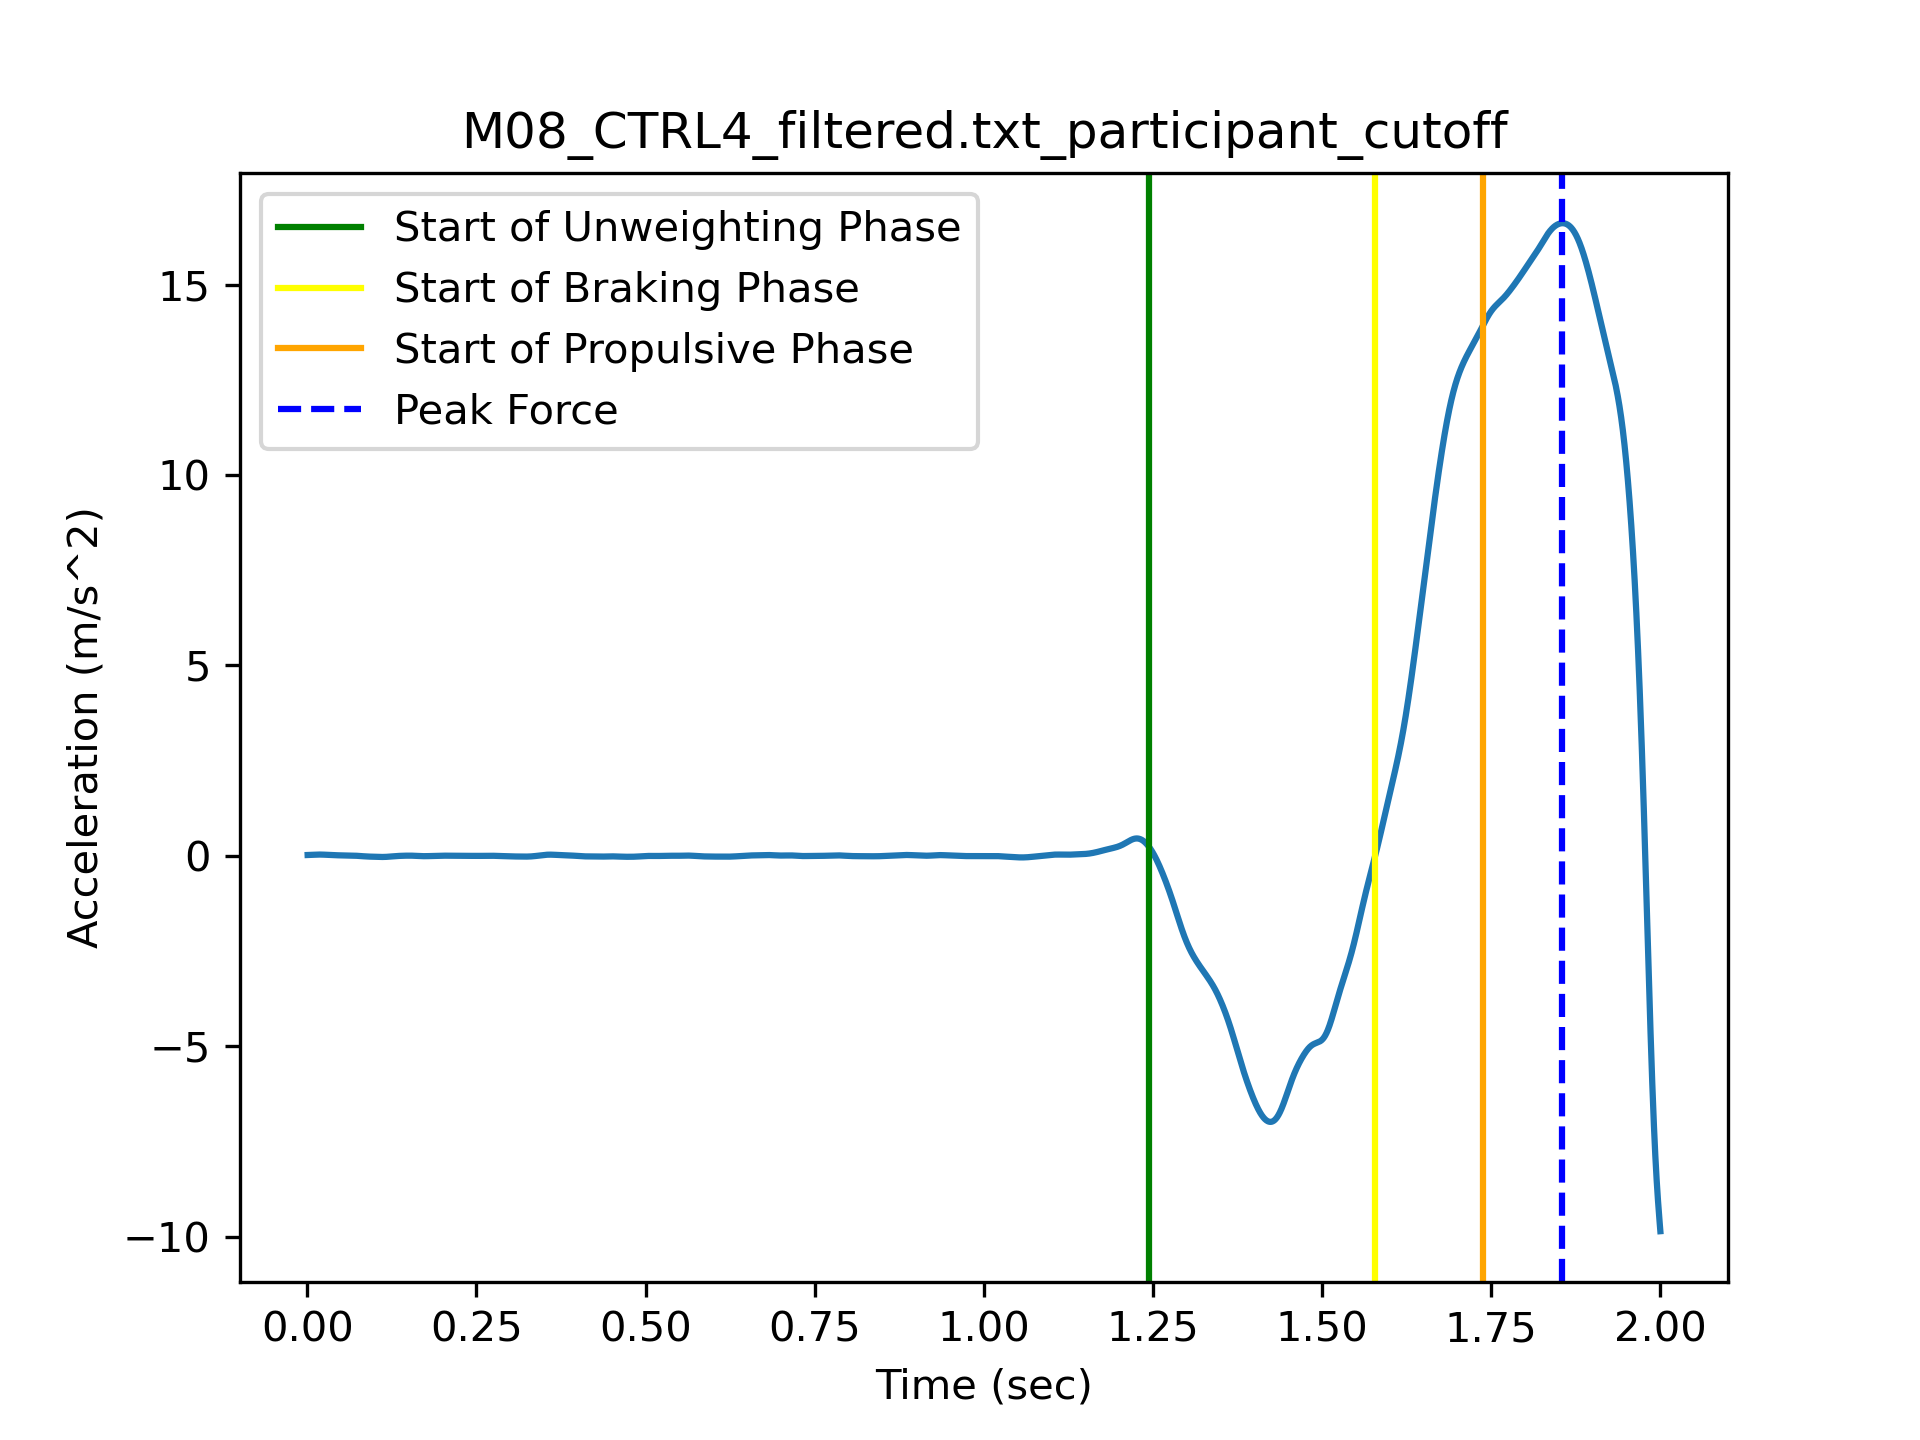 M08_CTRL4_filtered.txt_participant_cutoff
Start of Unweighting Phase
Start of Braking Phase
Start of Propulsive Phase
Peak Force
Acceleration (m/s^2)
15
10
5
0
−5
−10
0.00 0.25 0.50 0.75 1.00 1.25 1.50 1.75 2.00
Time (sec)